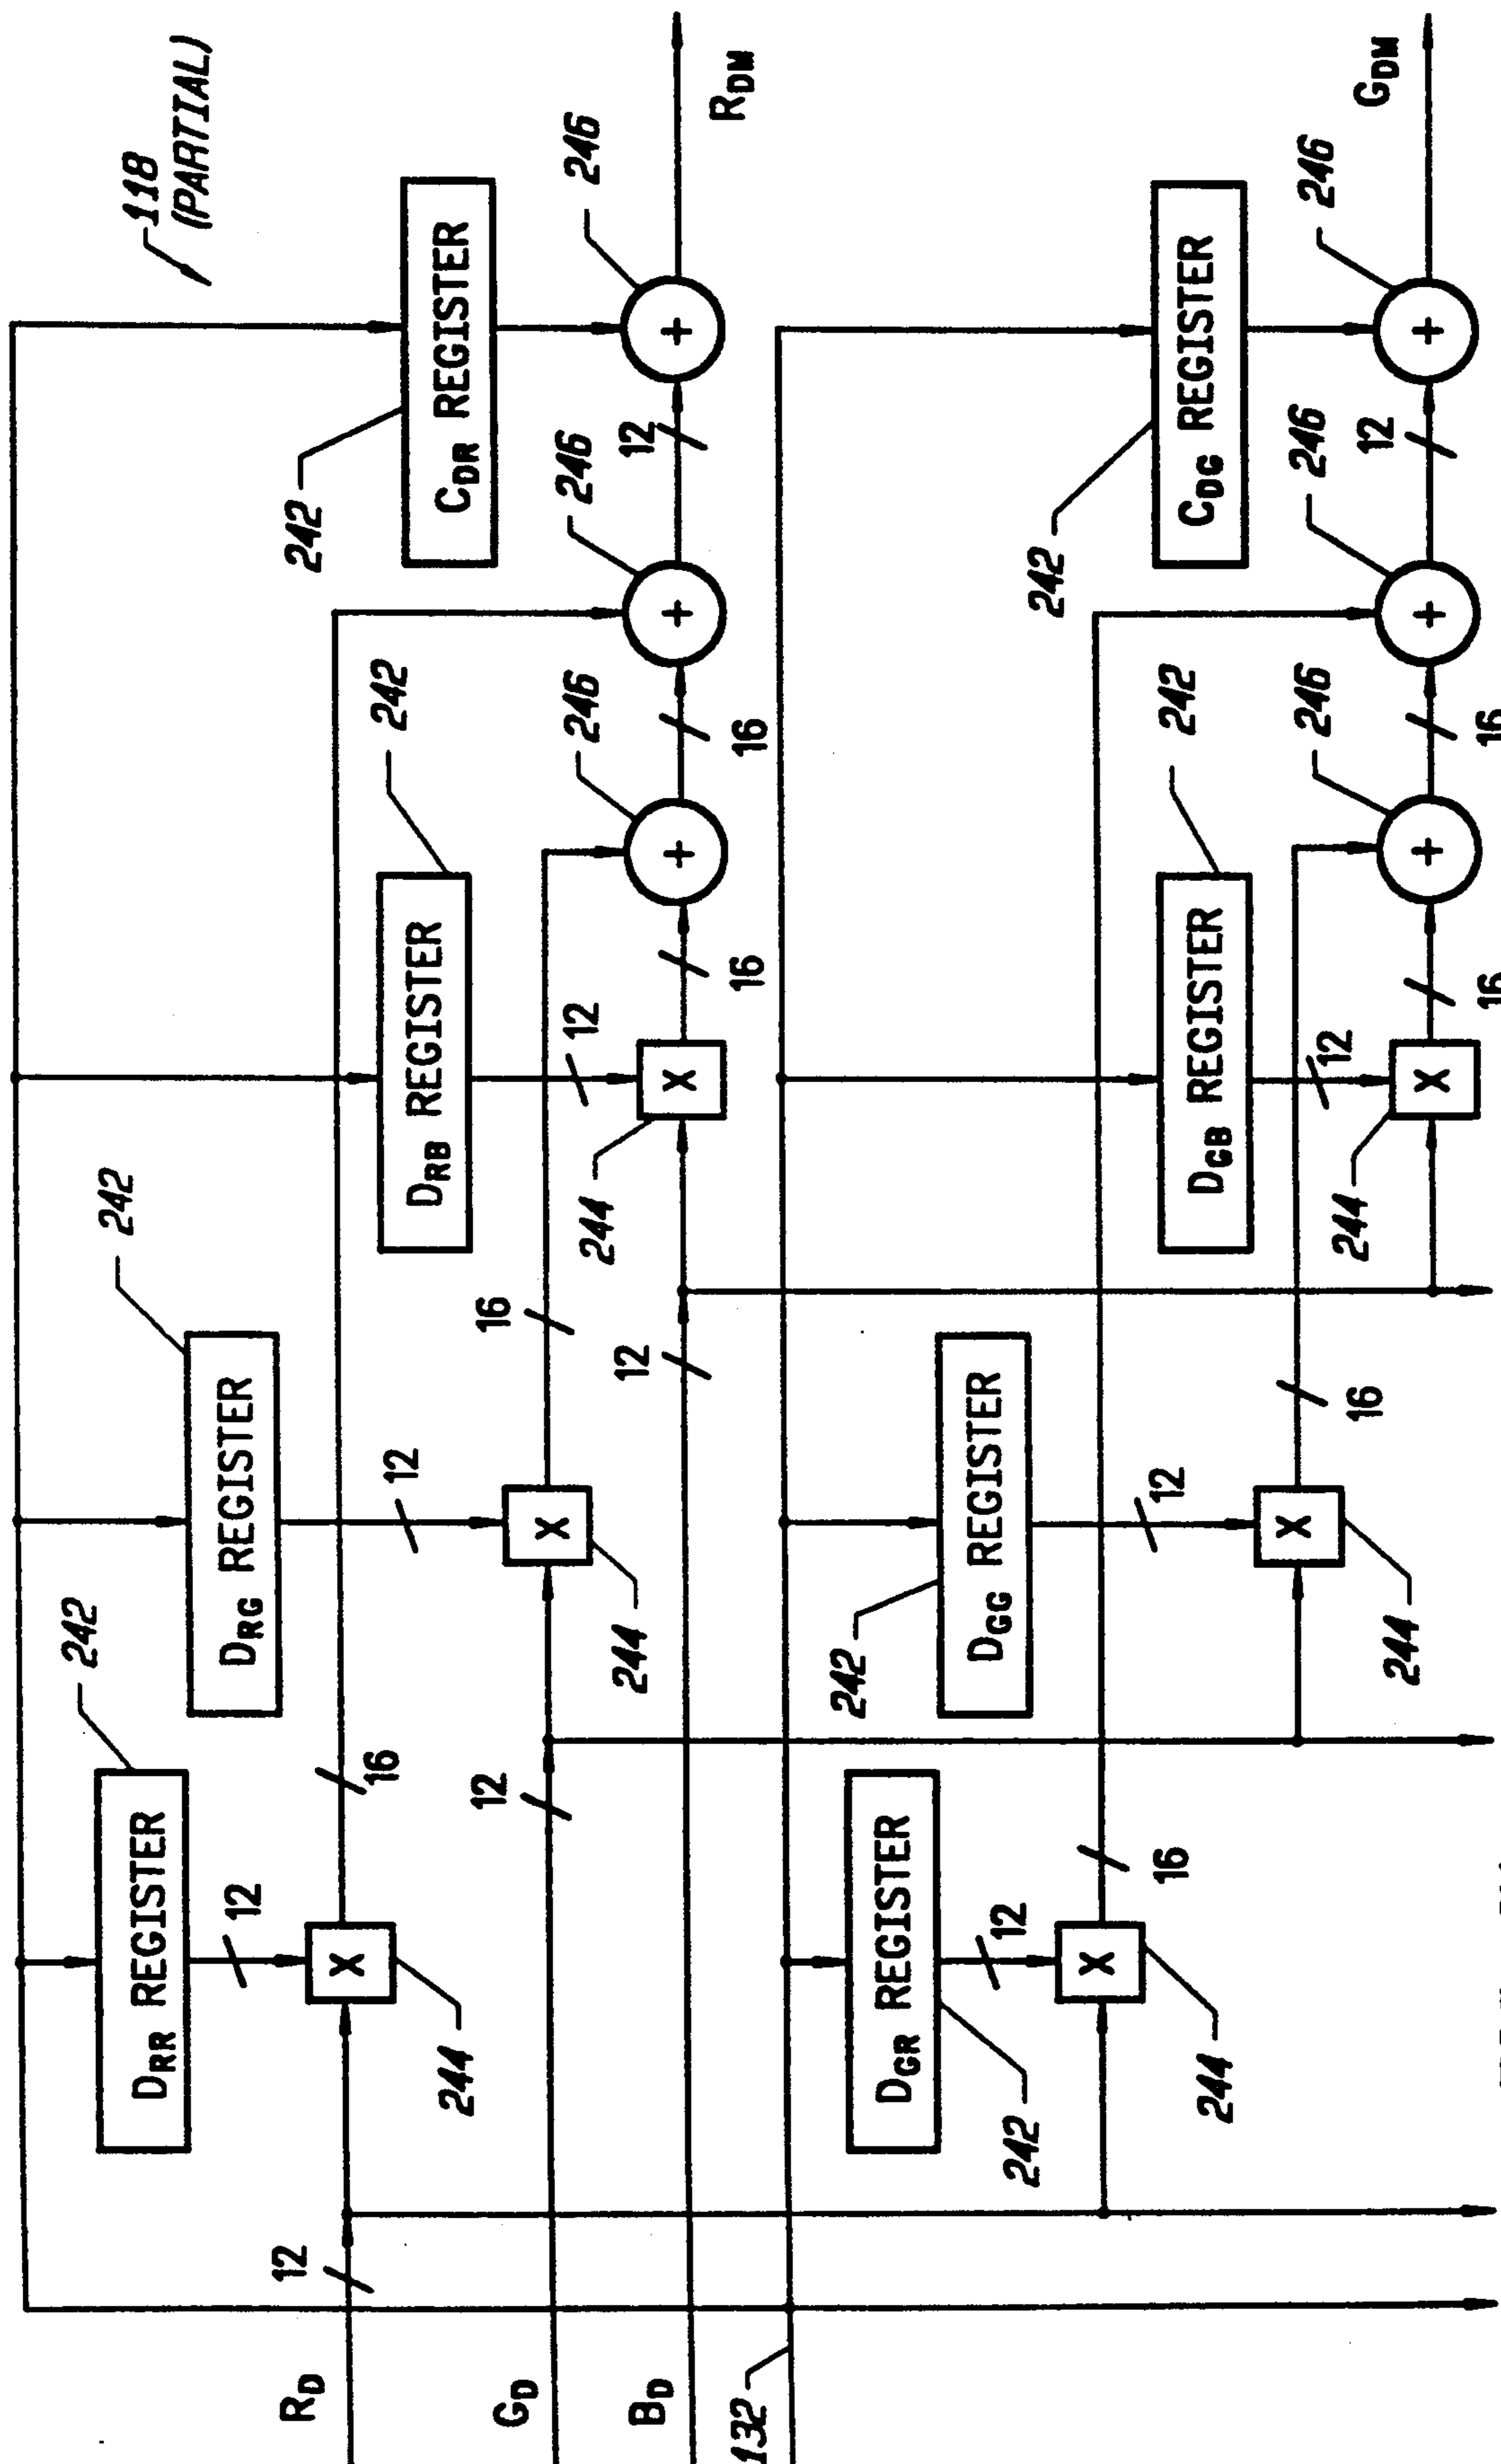 118
(PARTIAL)
242
DRR REGISTER
12
X
244
16
242
DRG REGISTER
12
X
244
16
242
DRB REGISTER
12
X
244
16
246
+
16
246
+
12
242
CDR REGISTER
246
+
RDM
RD
12
GD
12
BD
12
132
242
DGR REGISTER
12
X
244
16
242
DGG REGISTER
12
X
244
16
242
DGB REGISTER
12
X
244
16
246
+
16
246
+
12
242
CDG REGISTER
246
+
GDM